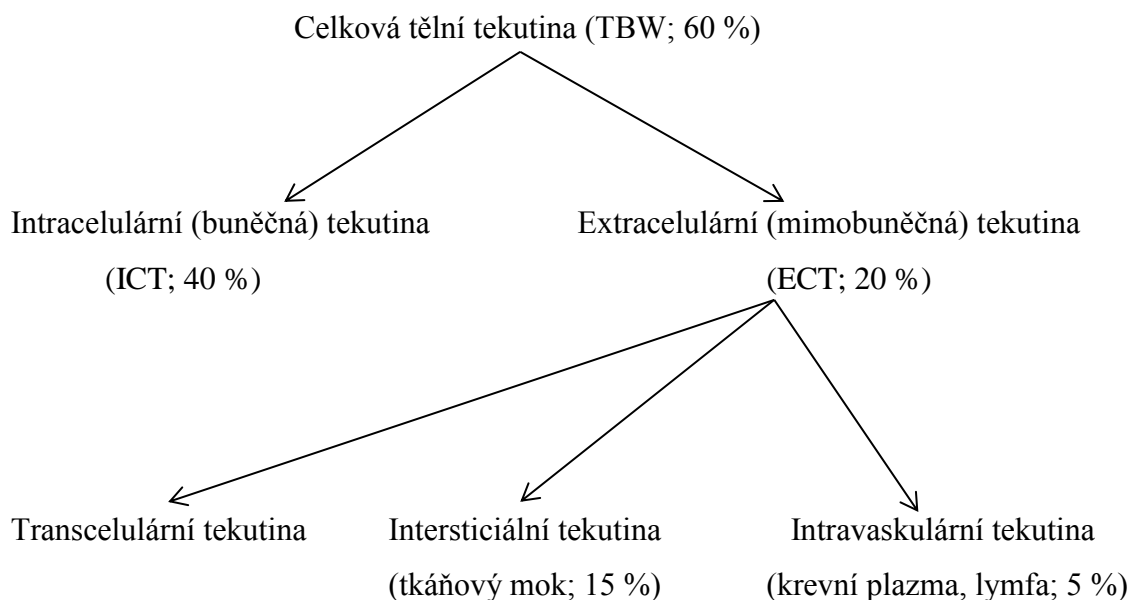 Celková tělní tekutina (TBW; 60 %)
Intracelulární (buněčná) tekutina
(ICT; 40 %)
Extracelulární (mimobuněčná) tekutina
(ECT; 20 %)
Transcelulární tekutina
Intersticiální tekutina
(tkáňový mok; 15 %)
Intravaskulární tekutina
(krevní plazma, lymfa; 5 %)